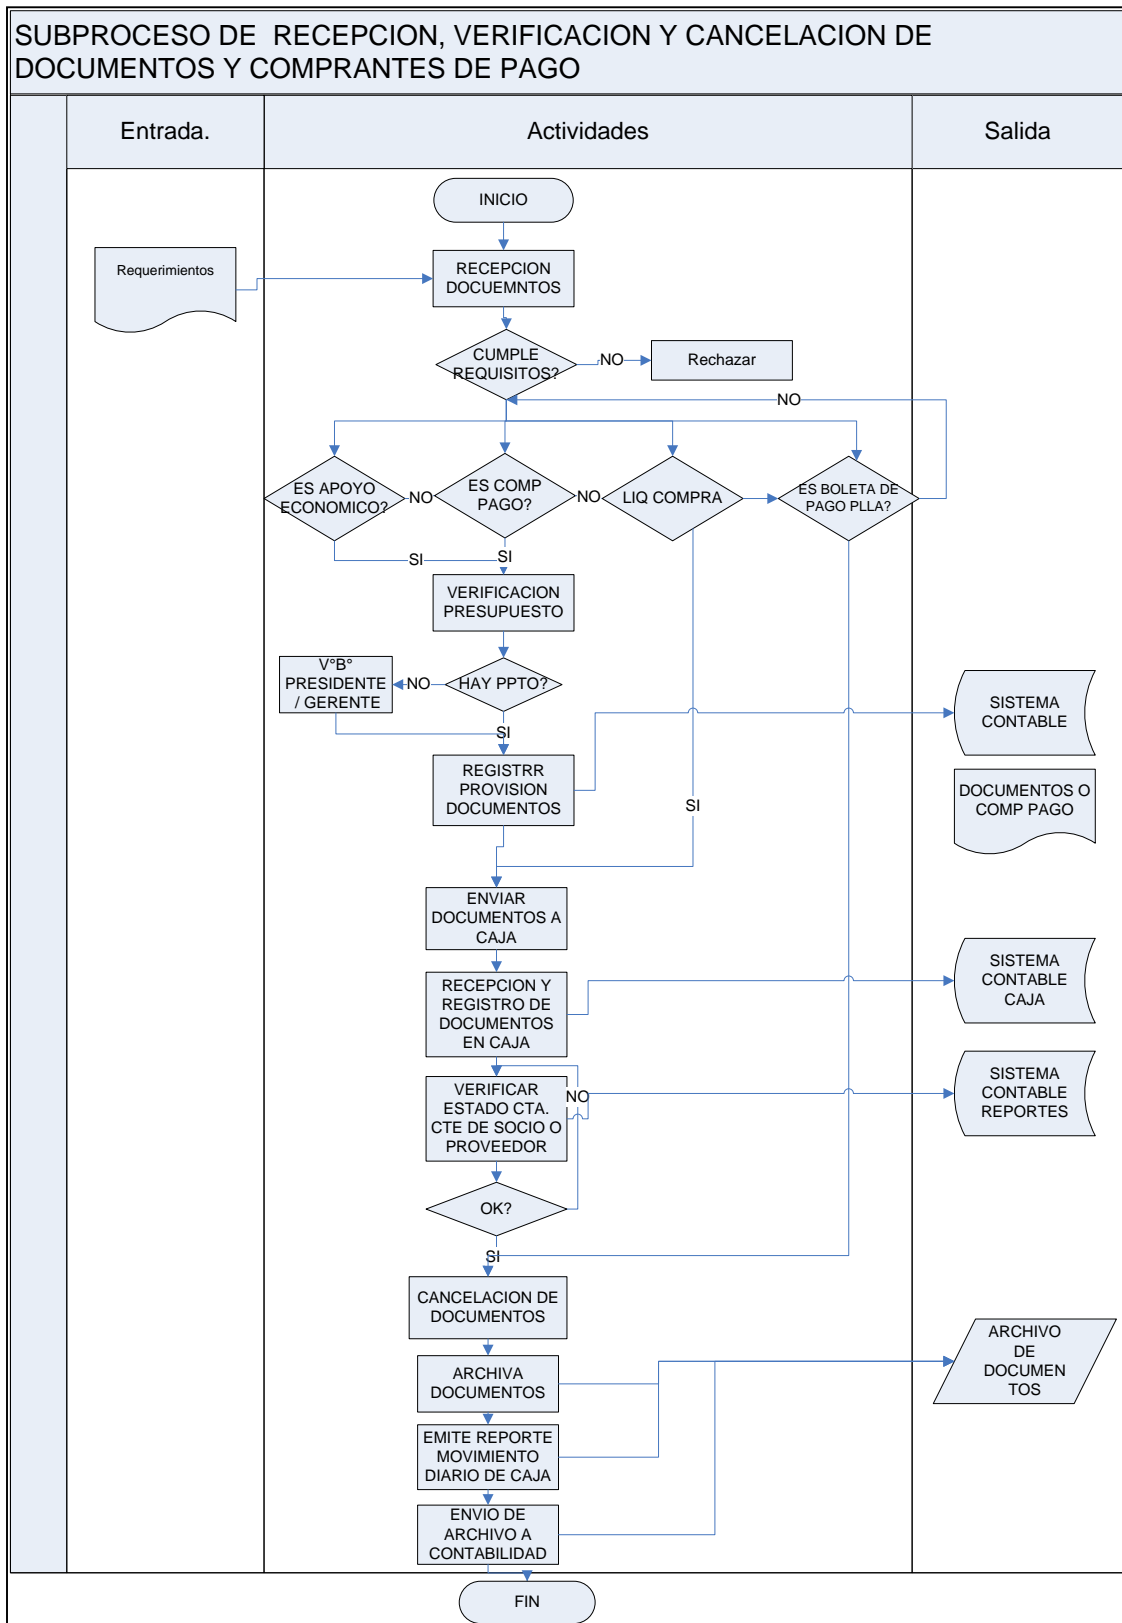 SUBPROCESO DE  RECEPCION, VERIFICACION Y CANCELACION DE
DOCUMENTOS Y COMPRANTES DE PAGO
Entrada.
Actividades
Salida
INICIO
Requerimientos
RECEPCION
DOCUEMNTOS
CUMPLE
REQUISITOS?
NO
Rechazar
NO
ES APOYO
ECONOMICO?
NO
ES COMP
PAGO?
NO
LIQ COMPRA
ES BOLETA DE
PAGO PLLA?
SI
SI
VERIFICACION
PRESUPUESTO
V°B°
PRESIDENTE
/ GERENTE
NO
HAY PPTO?
SI
SISTEMA
CONTABLE
REGISTRR
PROVISION
DOCUMENTOS
DOCUMENTOS O
COMP PAGO
SI
ENVIAR
DOCUMENTOS A
CAJA
RECEPCION Y
REGISTRO DE
DOCUMENTOS
EN CAJA
SISTEMA
CONTABLE
CAJA
VERIFICAR
ESTADO CTA.
CTE DE SOCIO O
PROVEEDOR
NO
SISTEMA
CONTABLE
REPORTES
OK?
SI
CANCELACION DE
DOCUMENTOS
ARCHIVO
DE
DOCUMEN
TOS
ARCHIVA
DOCUMENTOS
EMITE REPORTE
MOVIMIENTO
DIARIO DE CAJA
ENVIO DE
ARCHIVO A
CONTABILIDAD
FIN